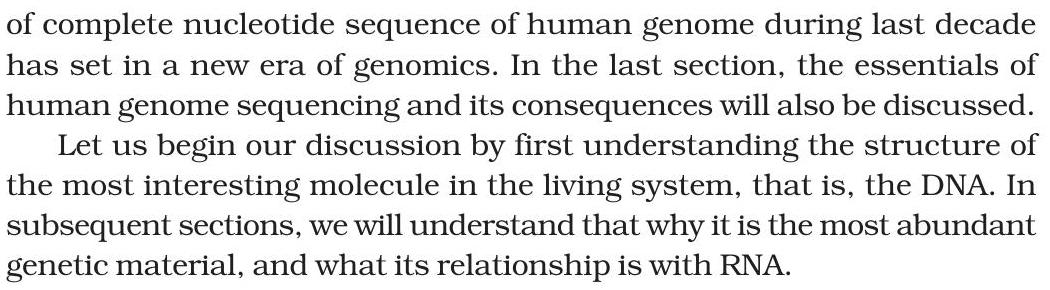 of complete nucleotide sequence of human genome during last decade
has set in a new era of genomics. In the last section, the essentials of
human genome sequencing and its consequences will also be discussed.
Let us begin our discussion by first understanding the structure of
the most interesting molecule in the living system, that is, the DNA. In
subsequent sections, we will understand that why it is the most abundant
genetic material, and what its relationship is with RNA.